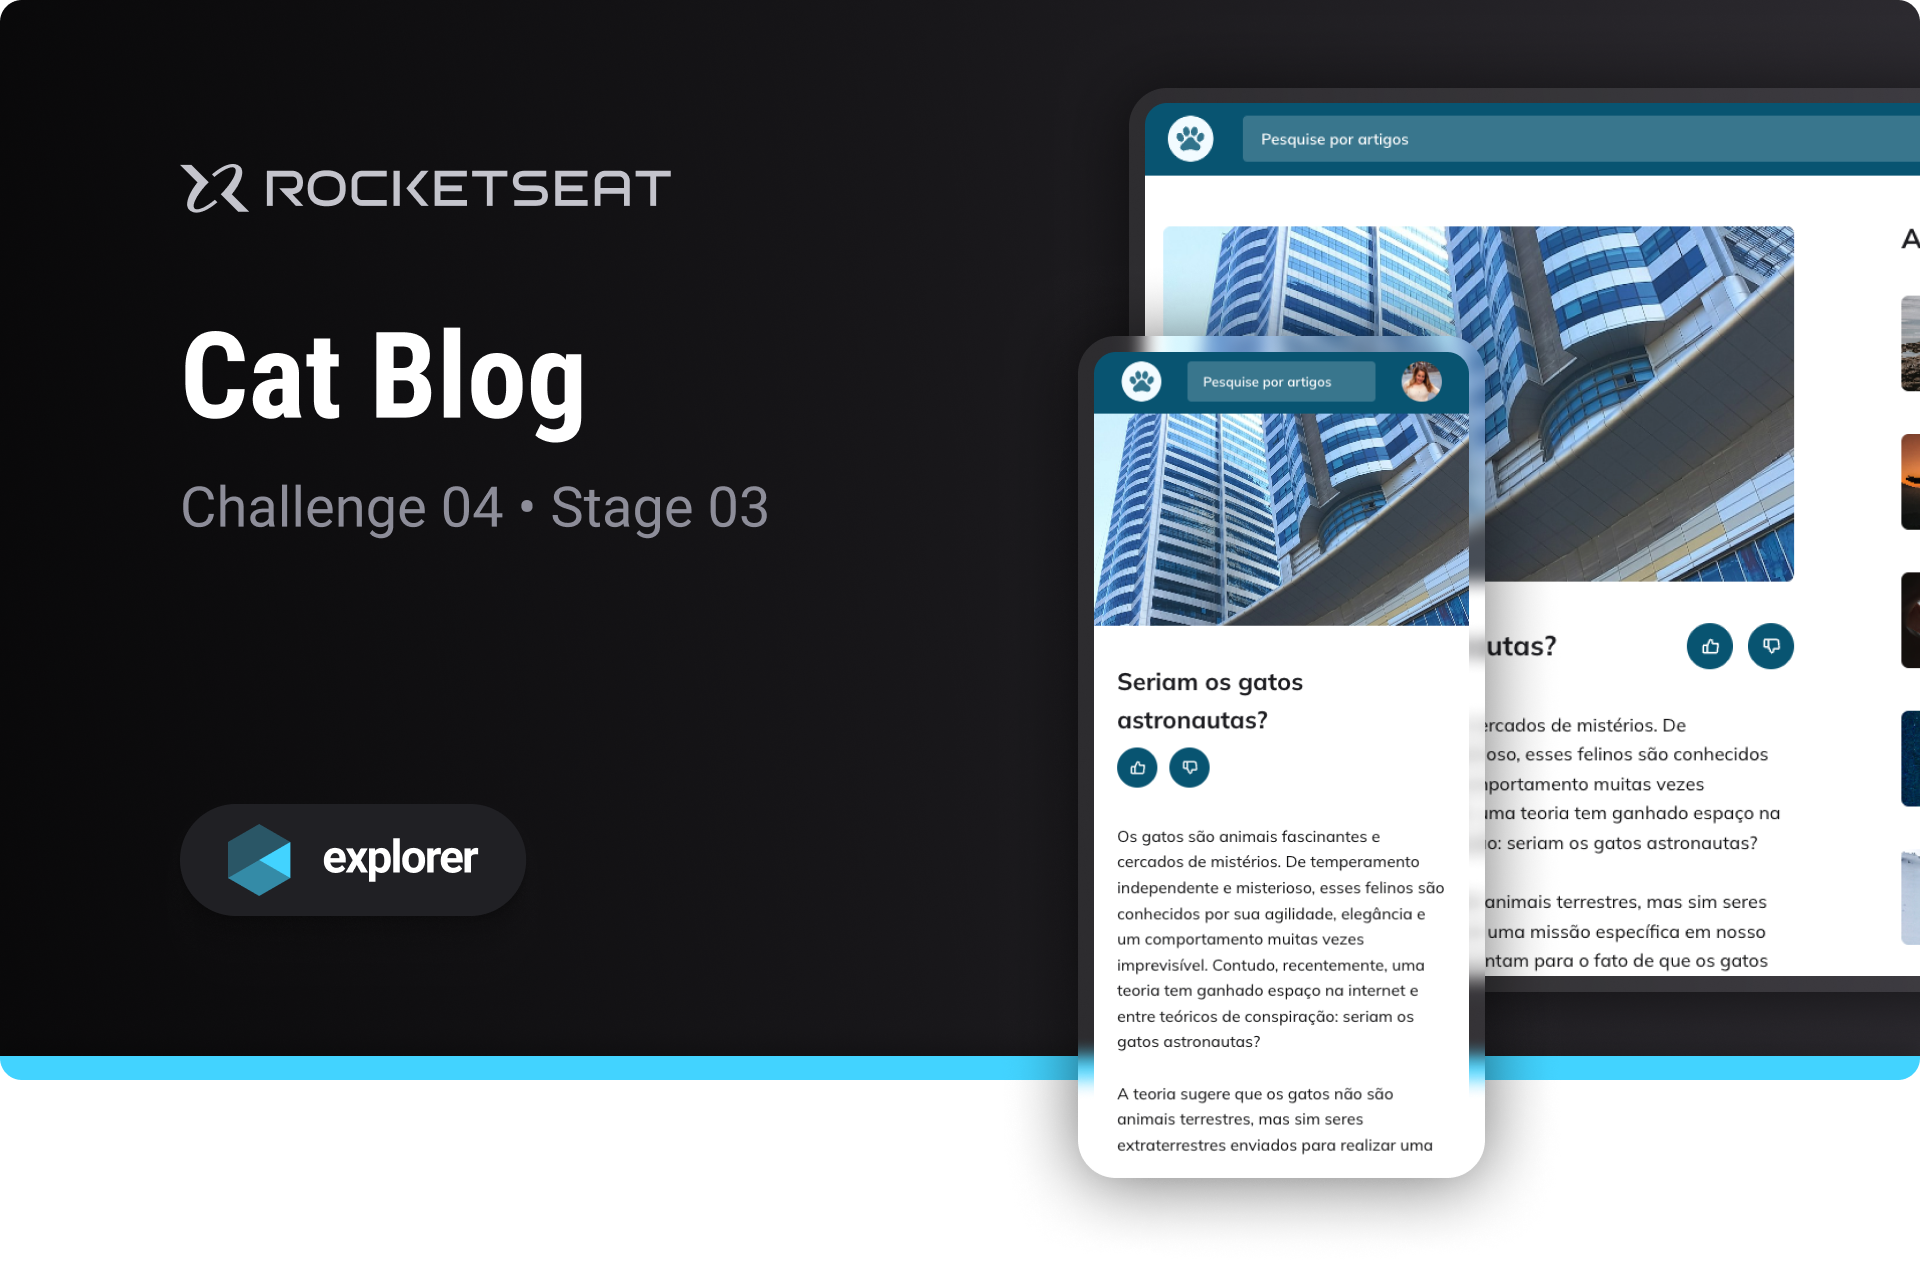 ROCKETSEAT
Cat Blog
Challenge 04 • Stage 03
explorer
Pesquise por artigos
A
utas?
ercados de mistérios. De
oso, esses felinos são conhecidos
portamento muitas vezes
ma teoria tem ganhado espaço na
o: seriam os gatos astronautas?
animais terrestres, mas sim seres
uma missão específica em nosso
ntam para o fato de que os gatos
Pesquise por artigos
Seriam os gatos
astronautas?
Os gatos são animais fascinantes e
cercados de mistérios. De temperamento
independente e misterioso, esses felinos são
conhecidos por sua agilidade, elegância e
um comportamento muitas vezes
imprevisível. Contudo, recentemente, uma
teoria tem ganhado espaço na internet e
entre teóricos de conspiração: seriam os
gatos astronautas?
A teoria sugere que os gatos não são
animais terrestres, mas sim seres
extraterrestres enviados para realizar uma